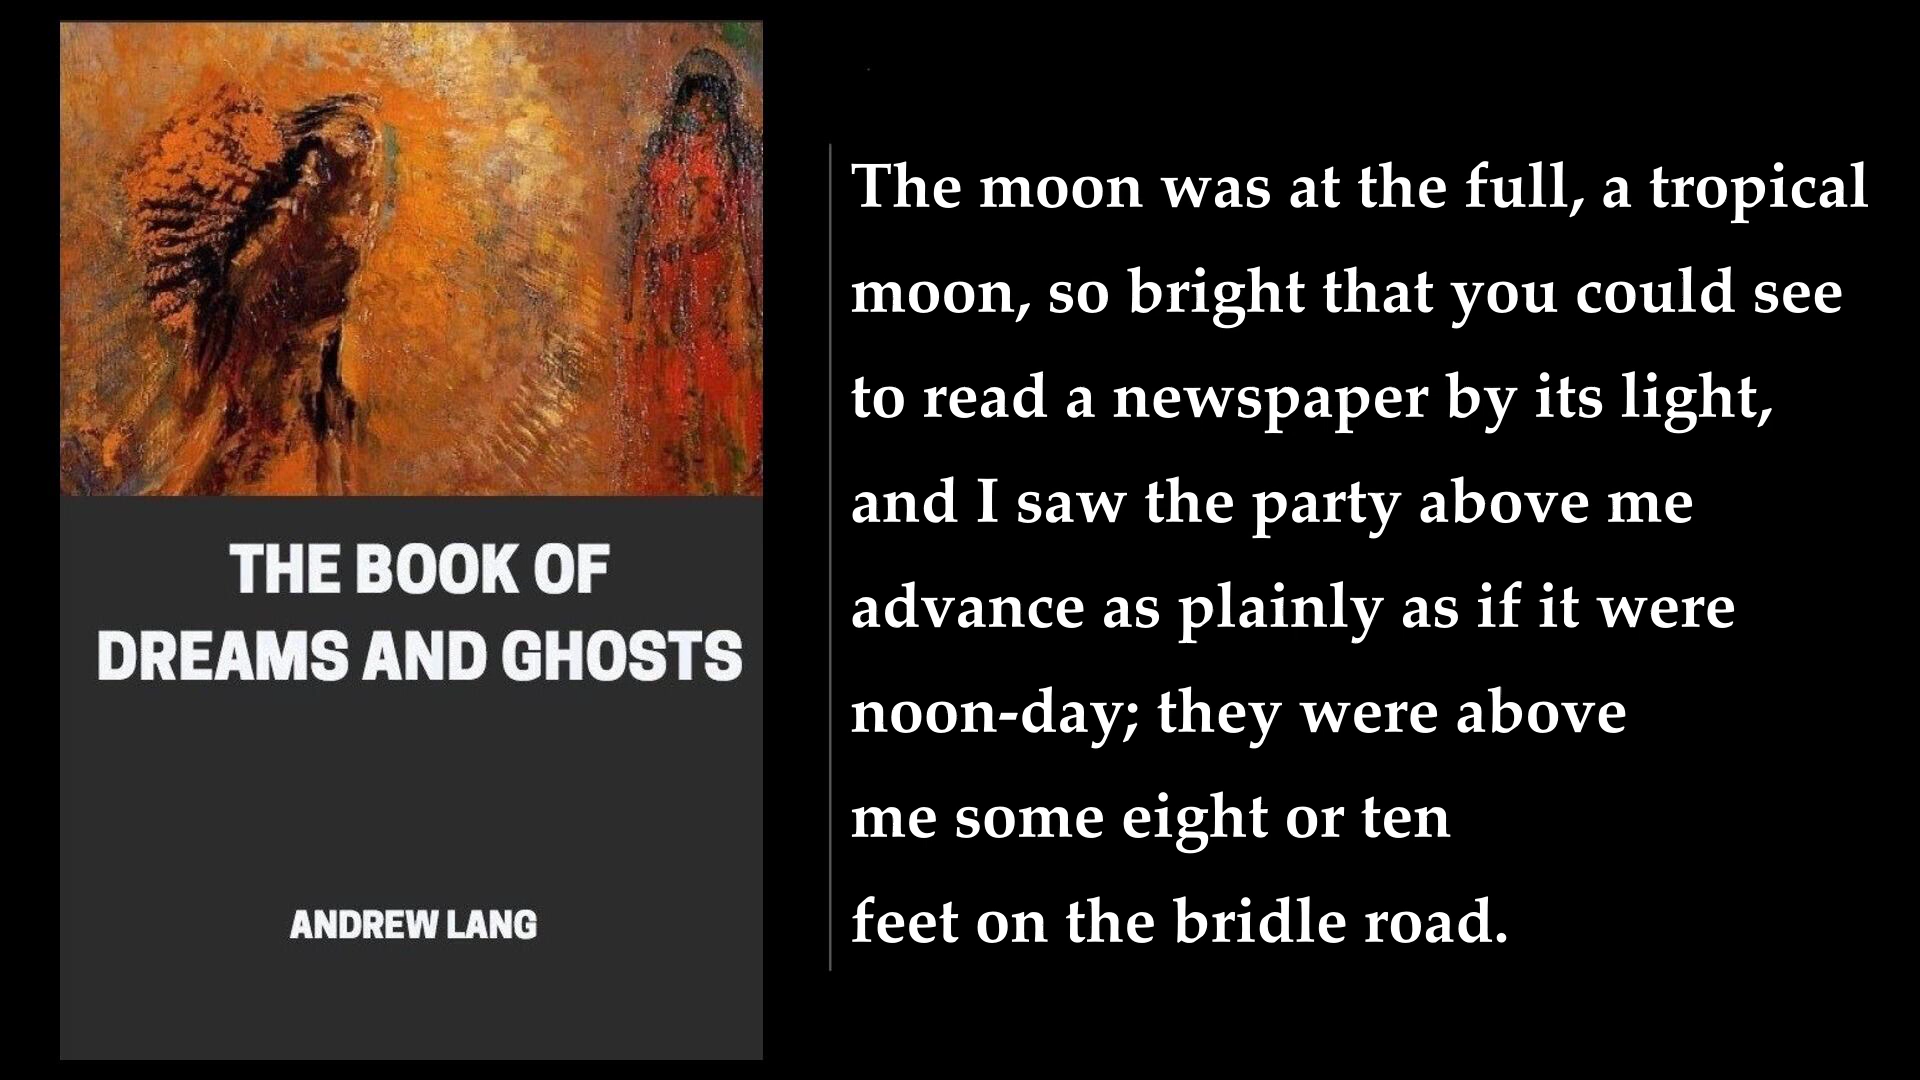 THE BOOK OF
DREAMS AND GHOSTS
ANDREW LANG
The moon was at the full, a tropical
moon, so bright that you could see
to read a newspaper by its light,
and I saw the party above me
advance as plainly as if it were
noon-day; they were above
me some eight or ten
feet on the bridle road.